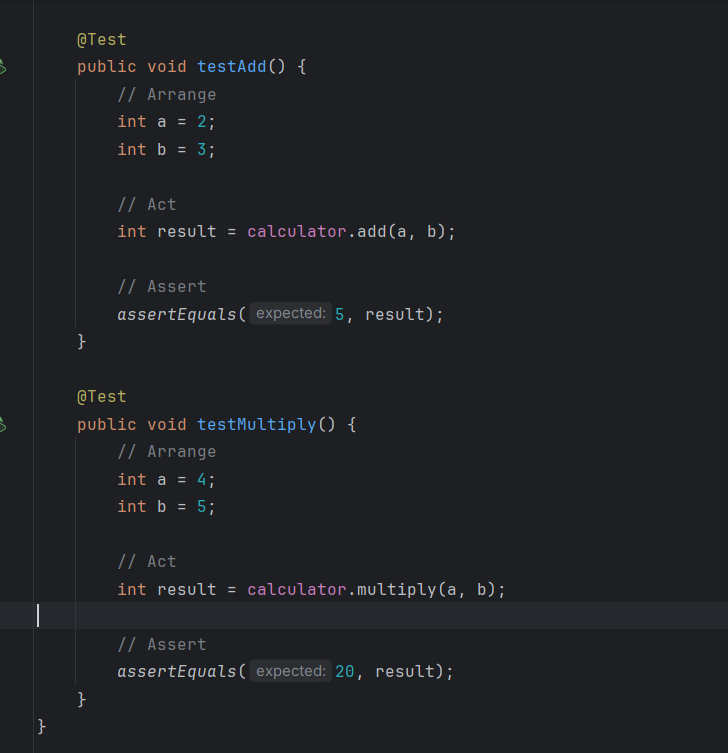 @Test
public void testAdd() {
// Arrange
int a = 2;
int b = 3;
// Act
int result = calculator.add(a, b);
// Assert
assertEquals( expected: 5, result);
}
@Test
public void testMultiply() {
// Arrange
int a = 4;
int b = 5;
// Act
int result = calculator.multiply(a, b);
// Assert
assertEquals( expected: 20, result);
}
}